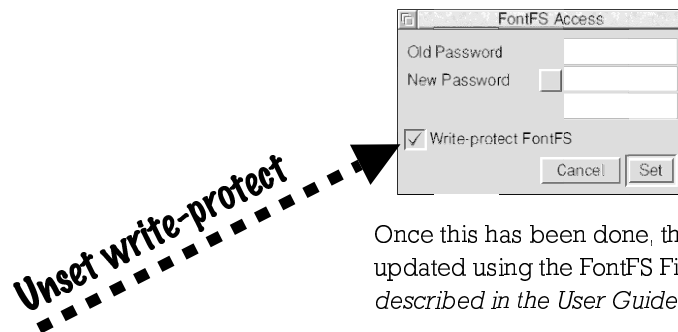 FontFS Access
Old Password
New Password
Write-protect FontFS
Cancel Set
Unset write-protect
Once this has been done, th
updated using the FontFS Fi
described in the User Guide